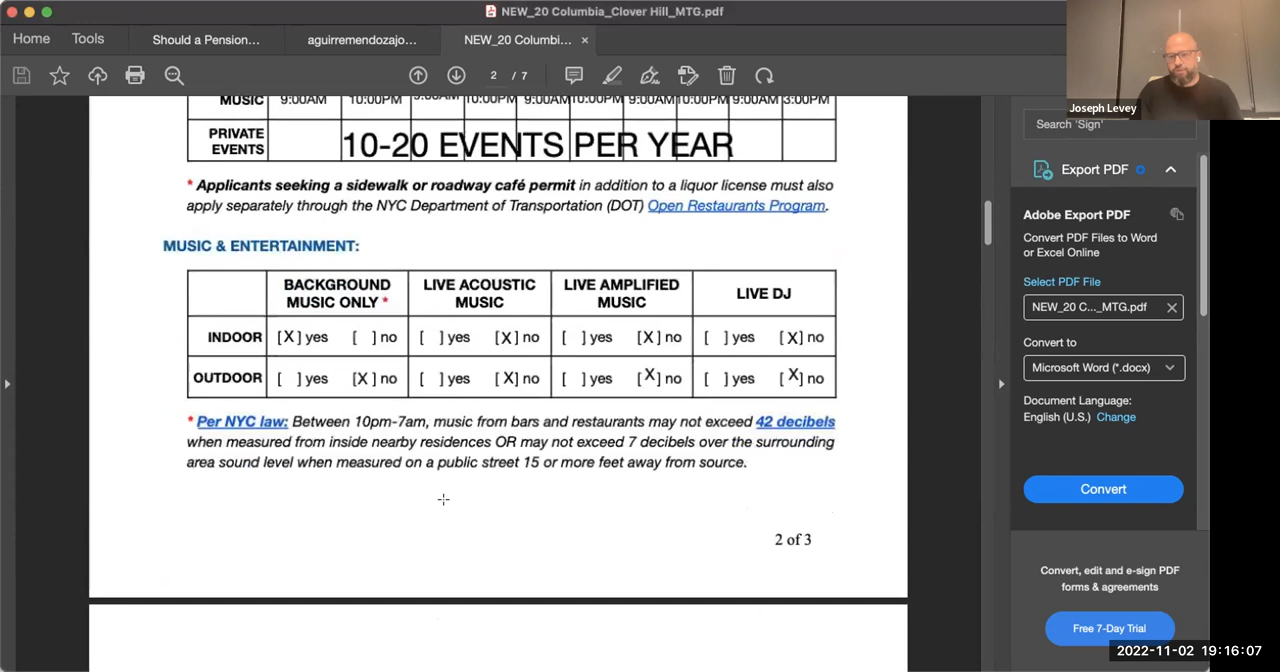 NEW_20 Columbia_Clover Hill_MTG.pdf
Home Tools Should a Pension... aguirremendozajo... NEW_20 Columbi... ×
2 / 7
Joseph Levey
MUSIC 9:00AM 10:00PM 9:00AM 10:00PM 9:00AM 10:00PM 9:00AM 10:00PM 9:00AM 3:00PM
PRIVATE EVENTS 10-20 EVENTS PER YEAR
* Applicants seeking a sidewalk or roadway café permit in addition to a liquor license must also
apply separately through the NYC Department of Transportation (DOT) Open Restaurants Program.
MUSIC & ENTERTAINMENT:
BACKGROUND MUSIC ONLY * LIVE ACOUSTIC MUSIC LIVE AMPLIFIED MUSIC LIVE DJ
INDOOR [X] yes [ ] no [ ] yes [X] no [ ] yes [X] no [ ] yes [X] no
OUTDOOR [ ] yes [X] no [ ] yes [X] no [ ] yes [X] no [ ] yes [X] no
* Per NYC law: Between 10pm-7am, music from bars and restaurants may not exceed 42 decibels
when measured from inside nearby residences OR may not exceed 7 decibels over the surrounding
area sound level when measured on a public street 15 or more feet away from source.
2 of 3
Search 'Sign'
Export PDF
Adobe Export PDF
Convert PDF Files to Word
or Excel Online
Select PDF File
NEW_20 C..._MTG.pdf
Convert to
Microsoft Word (*.docx)
Document Language:
English (U.S.) Change
Convert
Convert, edit and e-sign PDF
forms & agreements
Free 7-Day Trial
2022-11-02 19:16:07